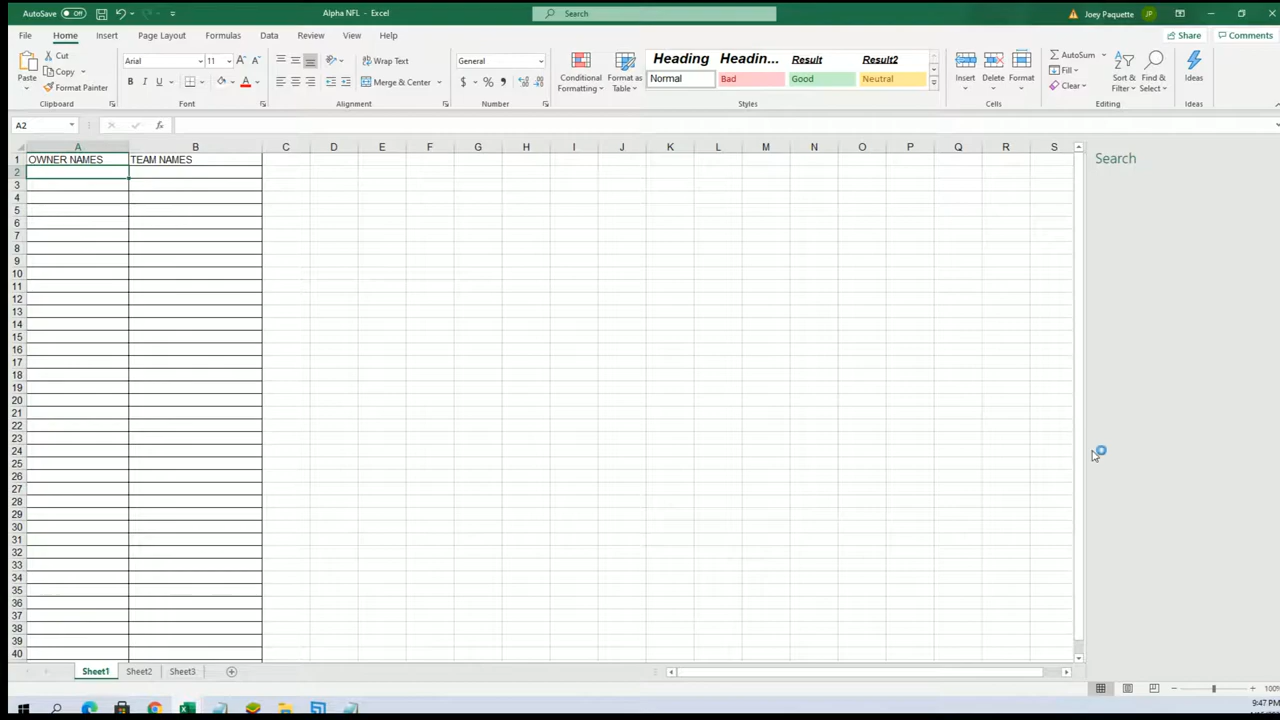 AutoSave Off Alpha NFL - Excel Search Joey Paquette JP
File Home Insert Page Layout Formulas Data Review View Help Share Comments
Paste Cut Copy Format Painter Clipboard
Arial 11 A A B I U A Font
ab Wrap Text Merge & Center Alignment
General $ % 9 Number
Conditional Formatting Format as Table Heading Headin... Result Result2 Normal Bad Good Neutral Styles
Insert Delete Format Cells
AutoSum Fill Clear Sort & Filter Find & Select Editing
Ideas Ideas
A2 fx
A B C D E F G H I J K L M N O P Q R S Search
1 OWNER NAMES TEAM NAMES
2
3
4
5
6
7
8
9
10
11
12
13
14
15
16
17
18
19
20
21
22
23
24
25
26
27
28
29
30
31
32
33
34
35
36
37
38
39
40
Sheet1 Sheet2 Sheet3
100%
9:47 PM